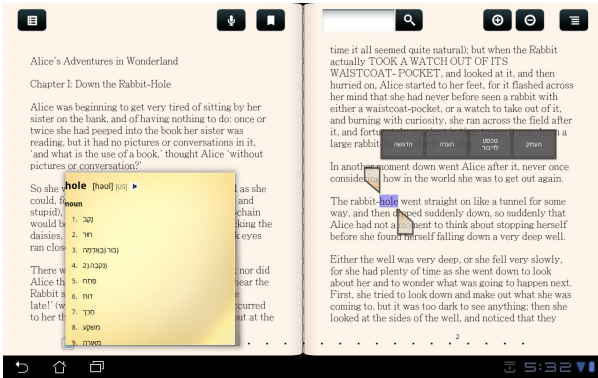 Alice's Adventures in Wonderland
Chapter I: Down the Rabbit-Hole
Alice was beginning to get very tired of sitting by her
sister on the bank, and of having nothing to do: once or
twice she had peeped into the book her sister was
reading, but it had no pictures or conversations in it,
'and what is the use of a book,' thought Alice 'without
pictures or conversation?'
So she as she
could, and
stupid), -chain
would b king the
daisies, eyes
ran clos
There w nor did
Alice th hear the
Rabbit s
late!' (w ccurred
to her th but at the
hole [həʊl] [US]
noun
1. נקב
2. חור
3. בור (באדמה)
4. נקבה (2)
5. פתח
6. דות
7. חרך
8. משקע
9. מאורה
time it all seemed quite natural); but when the Rabbit
actually TOOK A WATCH OUT OF ITS
WAISTCOAT- POCKET, and looked at it, and then
hurried on, Alice started to her feet, for it flashed across
her mind that she had never before seen a rabbit with
either a waistcoat-pocket, or a watch to take out of it,
and burning with curiosity, she ran across the field after
it, and fortu a
large rabbit
הדגשה הערה טכסט לדיבור העתק
In another moment down went Alice after it, never once
considering how in the world she was to get out again.
The rabbit-hole went straight on like a tunnel for some
way, and then dipped suddenly down, so suddenly that
Alice had not a moment to think about stopping herself
before she found herself falling down a very deep well.
Either the well was very deep, or she fell very slowly,
for she had plenty of time as she went down to look
about her and to wonder what was going to happen next.
First, she tried to look down and make out what she was
coming to, but it was too dark to see anything; then she
looked at the sides of the well, and noticed that they
2
5:32